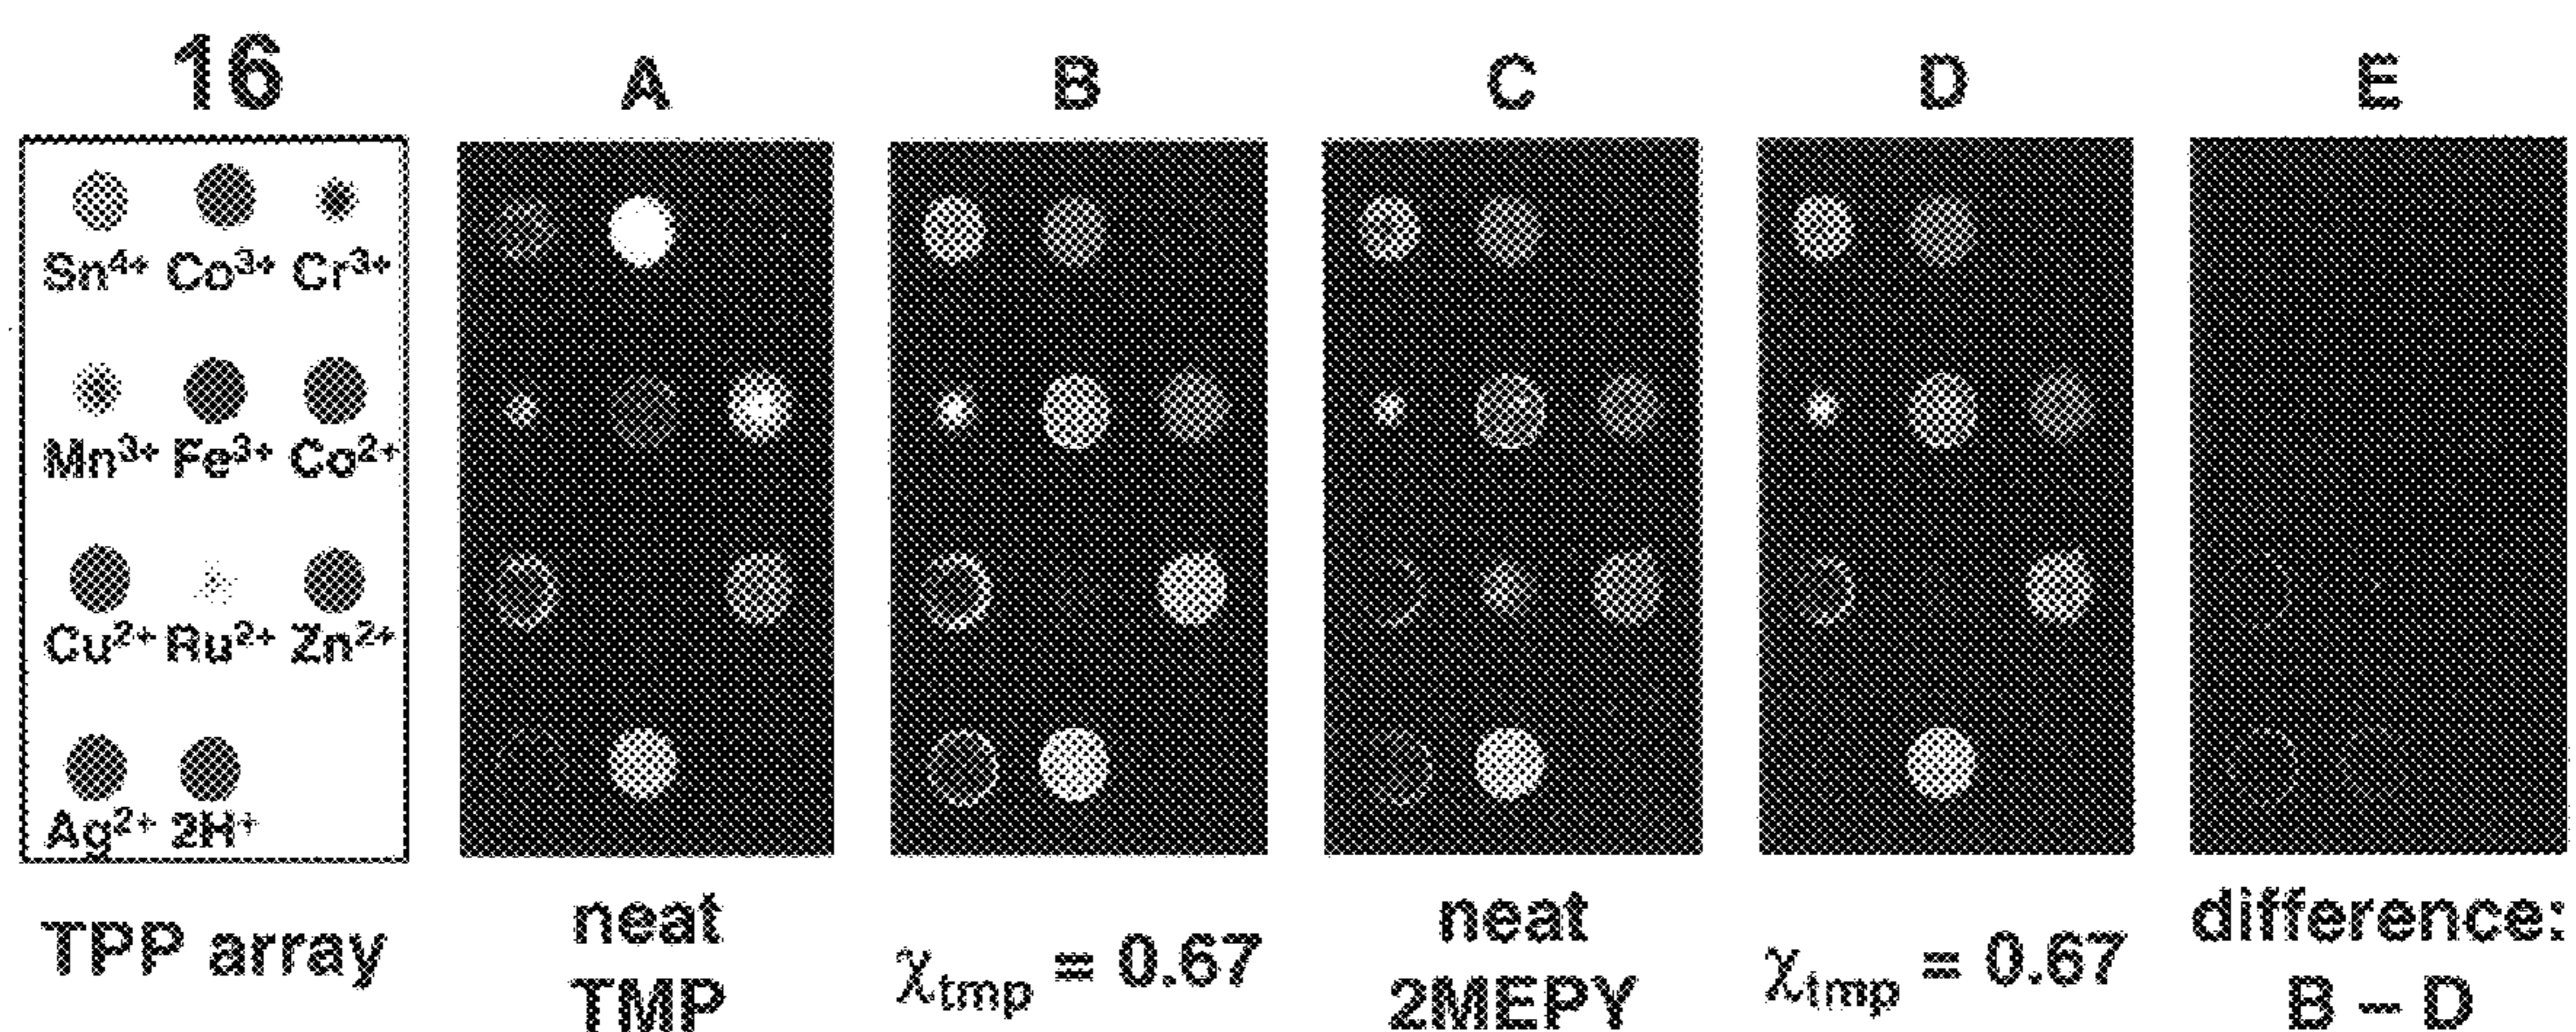 16 A B C D E
Sn⁴⁺ Co³⁺ Cr³⁺
Mn³⁺ Fe³⁺ Co²⁺
Cu²⁺ Ru²⁺ Zn²⁺
Ag²⁺ 2H⁺
TPP array
neat
TMP
χtmp = 0.67
neat
2MEPY
χtmp = 0.67
difference:
B – D